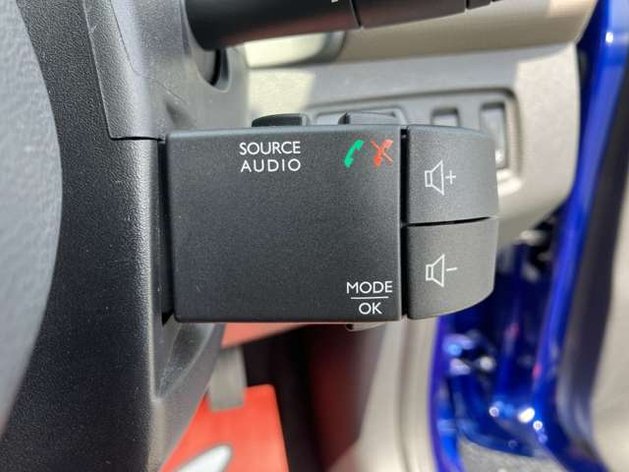 SOURCE
AUDIO
+
-
MODE
OK